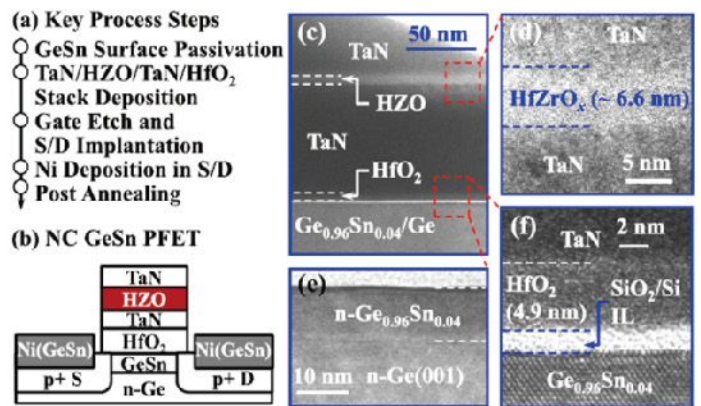 (a) Key Process Steps
GeSn Surface Passivation
TaN/HZO/TaN/HfO₂
Stack Deposition
Gate Etch and
S/D Implantation
Ni Deposition in S/D
Post Annealing
(b) NC GeSn PFET
TaN
HZO
TaN
HfO₂
Ni(GeSn)
GeSn
Ni(GeSn)
p+ S
n-Ge
p+ D
(c)
TaN
50 nm
HZO
TaN
HfO₂
Ge₀.₉₆Sn₀.₀₄/Ge
(d)
TaN
HfZrOₓ (~ 6.6 nm)
TaN
5 nm
(e)
n-Ge₀.₉₆Sn₀.₀₄
10 nm
n-Ge(001)
(f)
2 nm
TaN
HfO₂
(4.9 nm)
SiO₂/Si
IL
Ge₀.₉₆Sn₀.₀₄